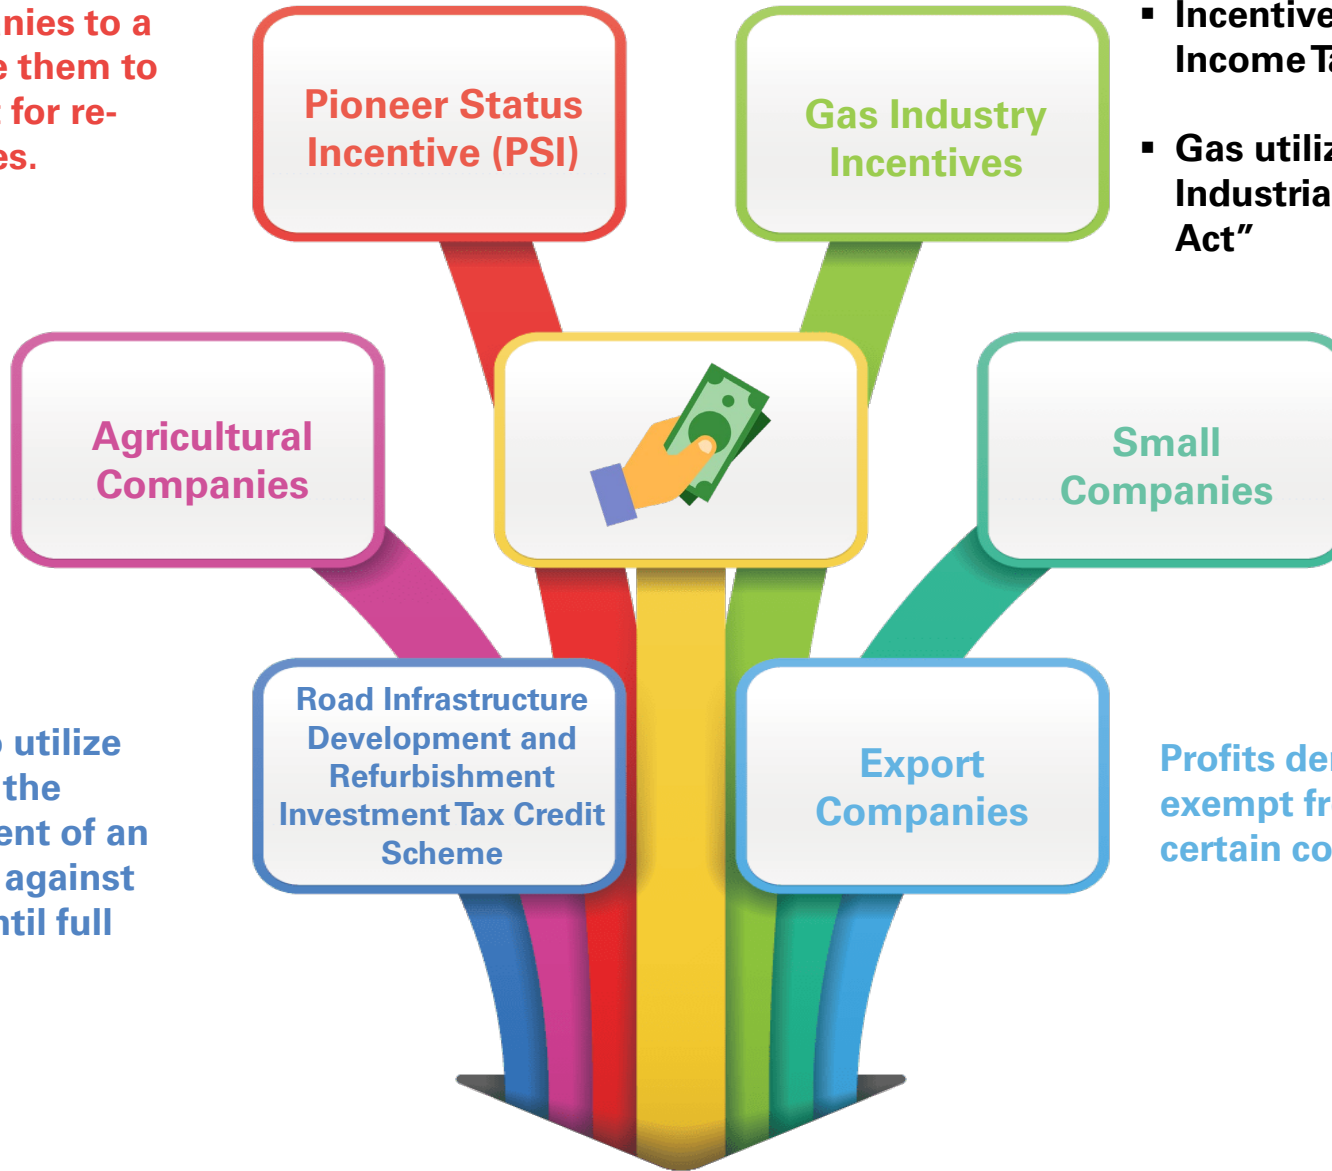 nies to a
them to
for re-
Pioneer Status
Incentive (PSI)
Gas Industry
Incentives
Incentive
Income Ta
Gas utiliz
Industria
Act”
Agricultural
Companies
Small
Companies
utilize
the
ent of an
against
ntil full
Road Infrastructure
Development and
Refurbishment
Investment Tax Credit
Scheme
Export
Companies
Profits der
exempt fr
certain co